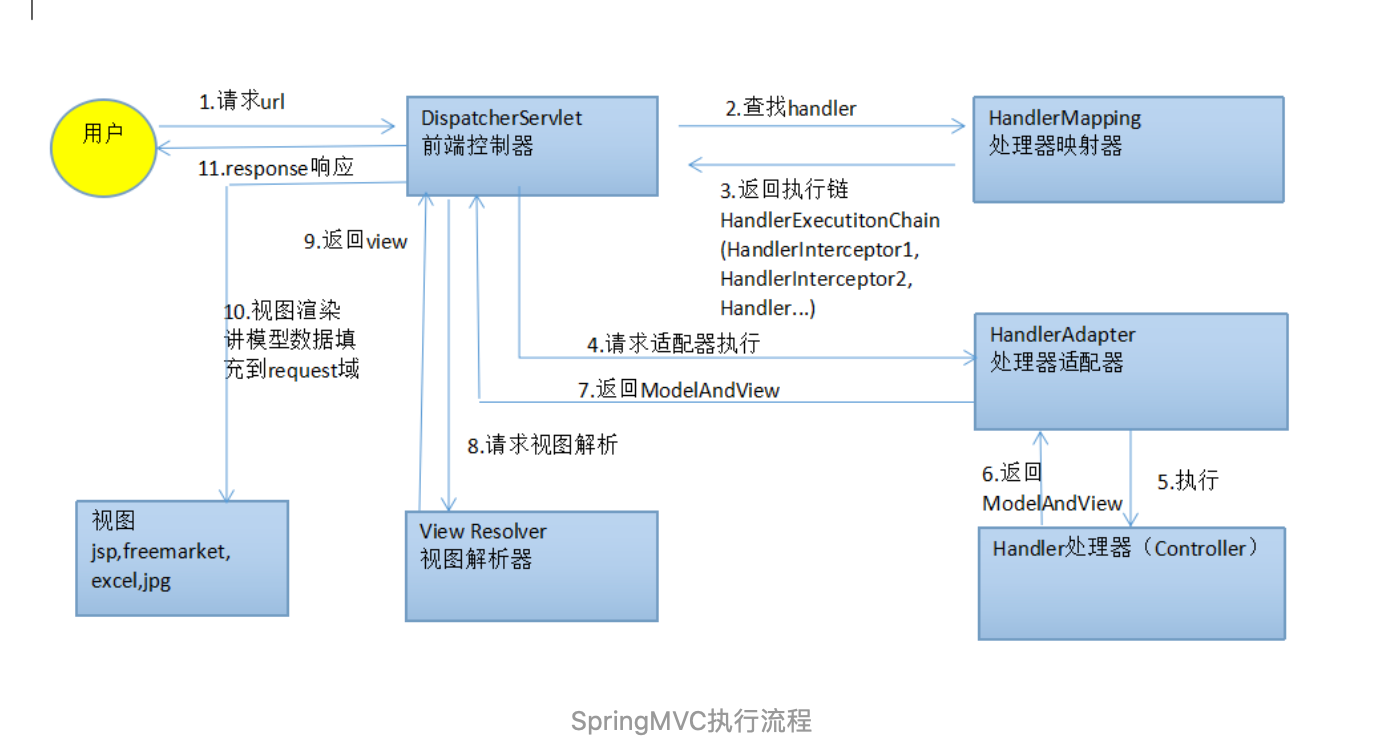 1.请求url
用户
DispatcherServlet
前端控制器
2.查找handler
HandlerMapping
处理器映射器
11.response响应
3.返回执行链
HandlerExecutitonChain
(HandlerInterceptor1,
HandlerInterceptor2,
Handler...)
9.返回view
10.视图渲染
讲模型数据填
充到request域
4.请求适配器执行
HandlerAdapter
处理器适配器
7.返回ModelAndView
8.请求视图解析
6.返回
ModelAndView
5.执行
视图
jsp,freemarket,
excel,jpg
View Resolver
视图解析器
Handler处理器（Controller）
SpringMVC执行流程